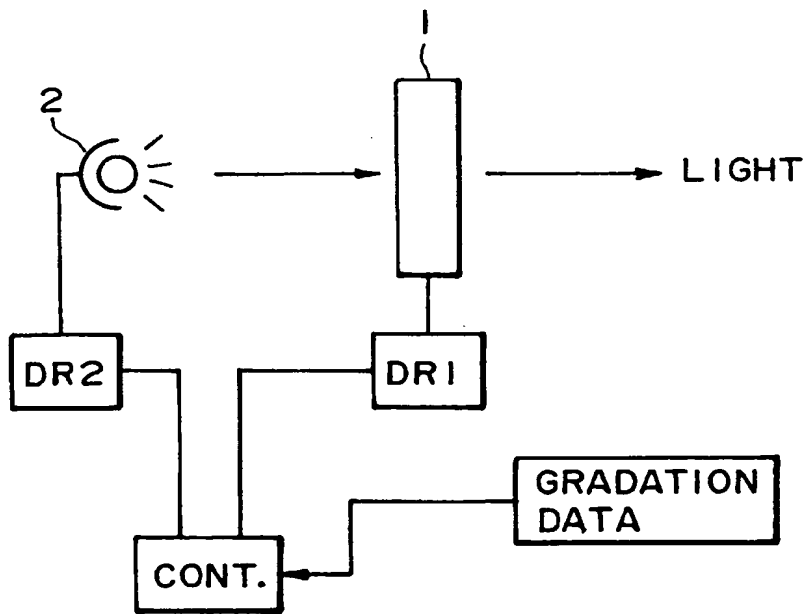 1
2
LIGHT
DR2
DR1
GRADATION
DATA
CONT.